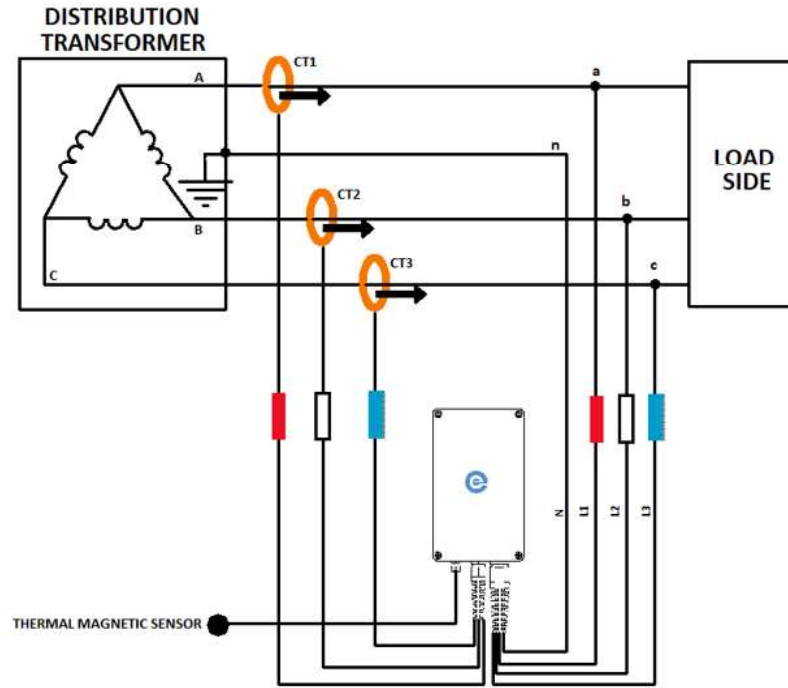 DISTRIBUTION
TRANSFORMER
CT1
A
a
n
LOAD
SIDE
CT2
b
B
CT3
c
C
e
N
L1
L2
L3
THERMAL MAGNETIC SENSOR